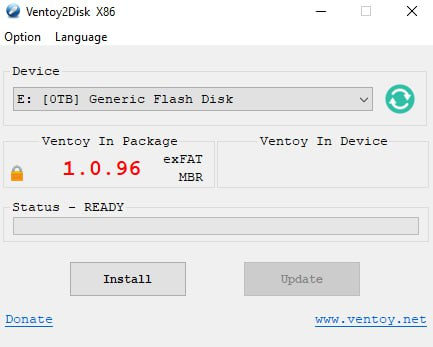 Ventoy2Disk X86
Option Language
Device
E: [0TB] Generic Flash Disk
Ventoy In Package
Ventoy In Device
1.0.96
exFAT
MBR
Status - READY
Install
Update
Donate
www.ventoy.net